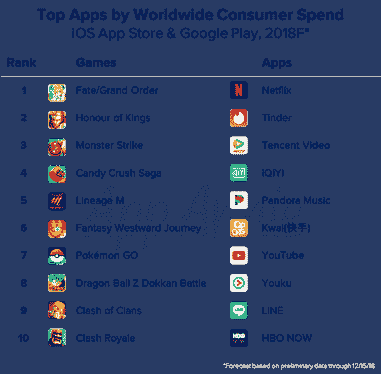 Top Apps by Worldwide Consumer Spend
iOS App Store & Google Play, 2018F*
Rank Games Apps
1 Fate/Grand Order Netflix
2 Honour of Kings Tinder
3 Monster Strike Tencent Video
4 Candy Crush Saga iQIYI
5 Lineage M Pandora Music
6 Fantasy Westward Journey Kwai(快手)
7 Pokémon GO YouTube
8 Dragon Ball Z Dokkan Battle Youku
9 Clash of Clans LINE
10 Clash Royale HBO NOW
*Forecast based on preliminary data through 12/15/18